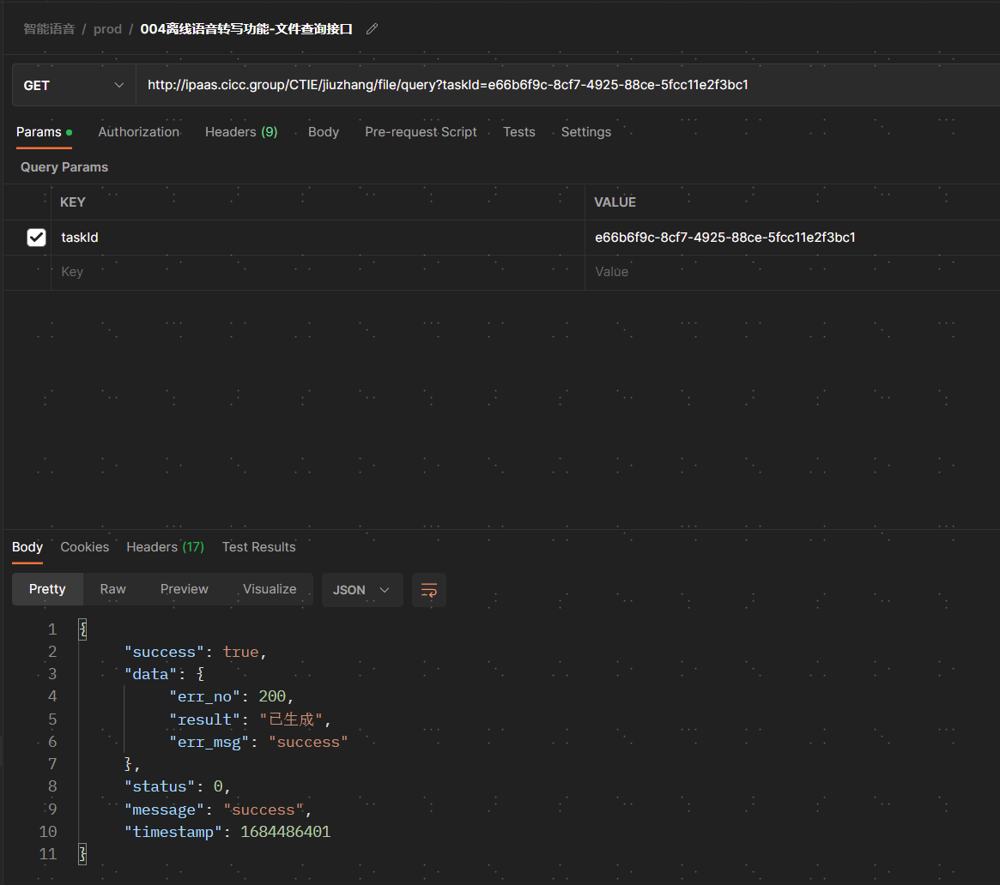 智能语音 / prod / 004离线语音转写功能-文件查询接口
GET http://ipaas.cicc.group/CTIE/jiuzhang/file/query?taskId=e66b6f9c-8cf7-4925-88ce-5fcc11e2f3bc1
Params Authorization Headers (9) Body Pre-request Script Tests Settings
Query Params
KEY VALUE
taskId e66b6f9c-8cf7-4925-88ce-5fcc11e2f3bc1
Key Value
Body Cookies Headers (17) Test Results
Pretty Raw Preview Visualize JSON
1 {
2 "success": true,
3 "data": {
4 "err_no": 200,
5 "result": "已生成",
6 "err_msg": "success"
7 },
8 "status": 0,
9 "message": "success",
10 "timestamp": 1684486401
11 }